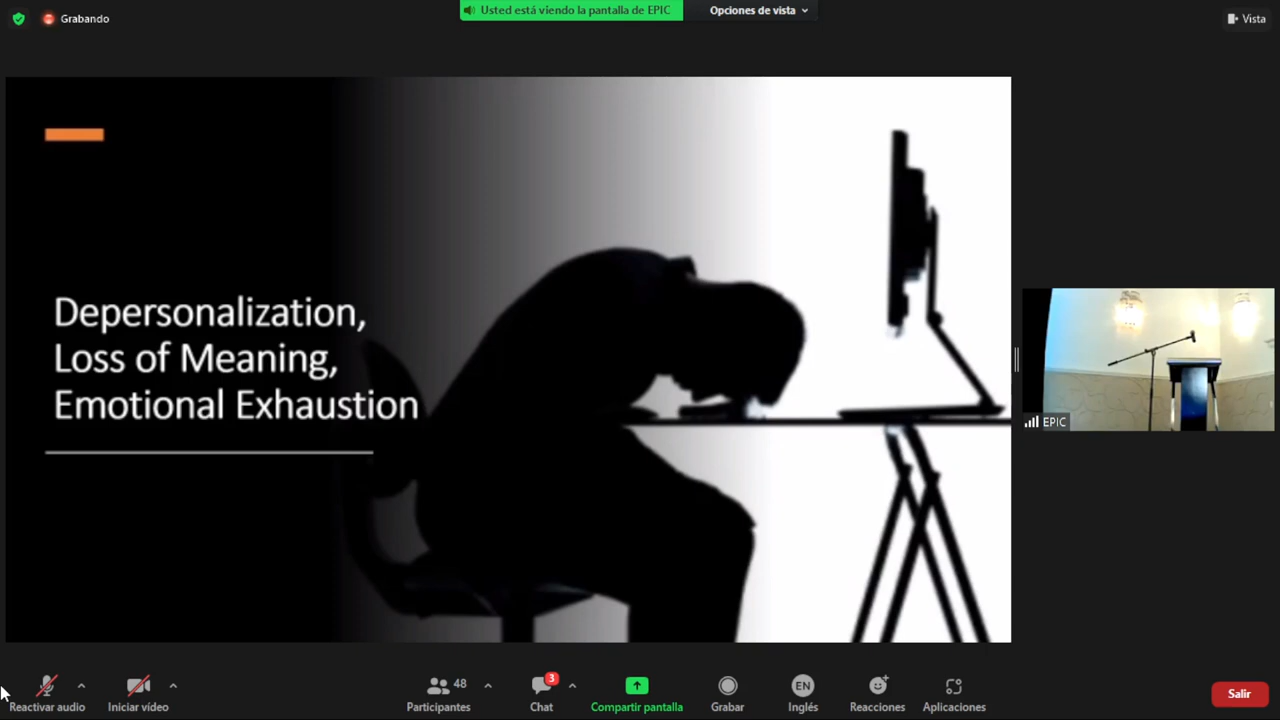 Grabando
Usted está viendo la pantalla de EPIC
Opciones de vista
Vista
Depersonalization,
Loss of Meaning,
Emotional Exhaustion
EPIC
Reactivar audio
Iniciar vídeo
48
Participantes
3
Chat
Compartir pantalla
Grabar
EN
Inglés
Reacciones
Aplicaciones
Salir